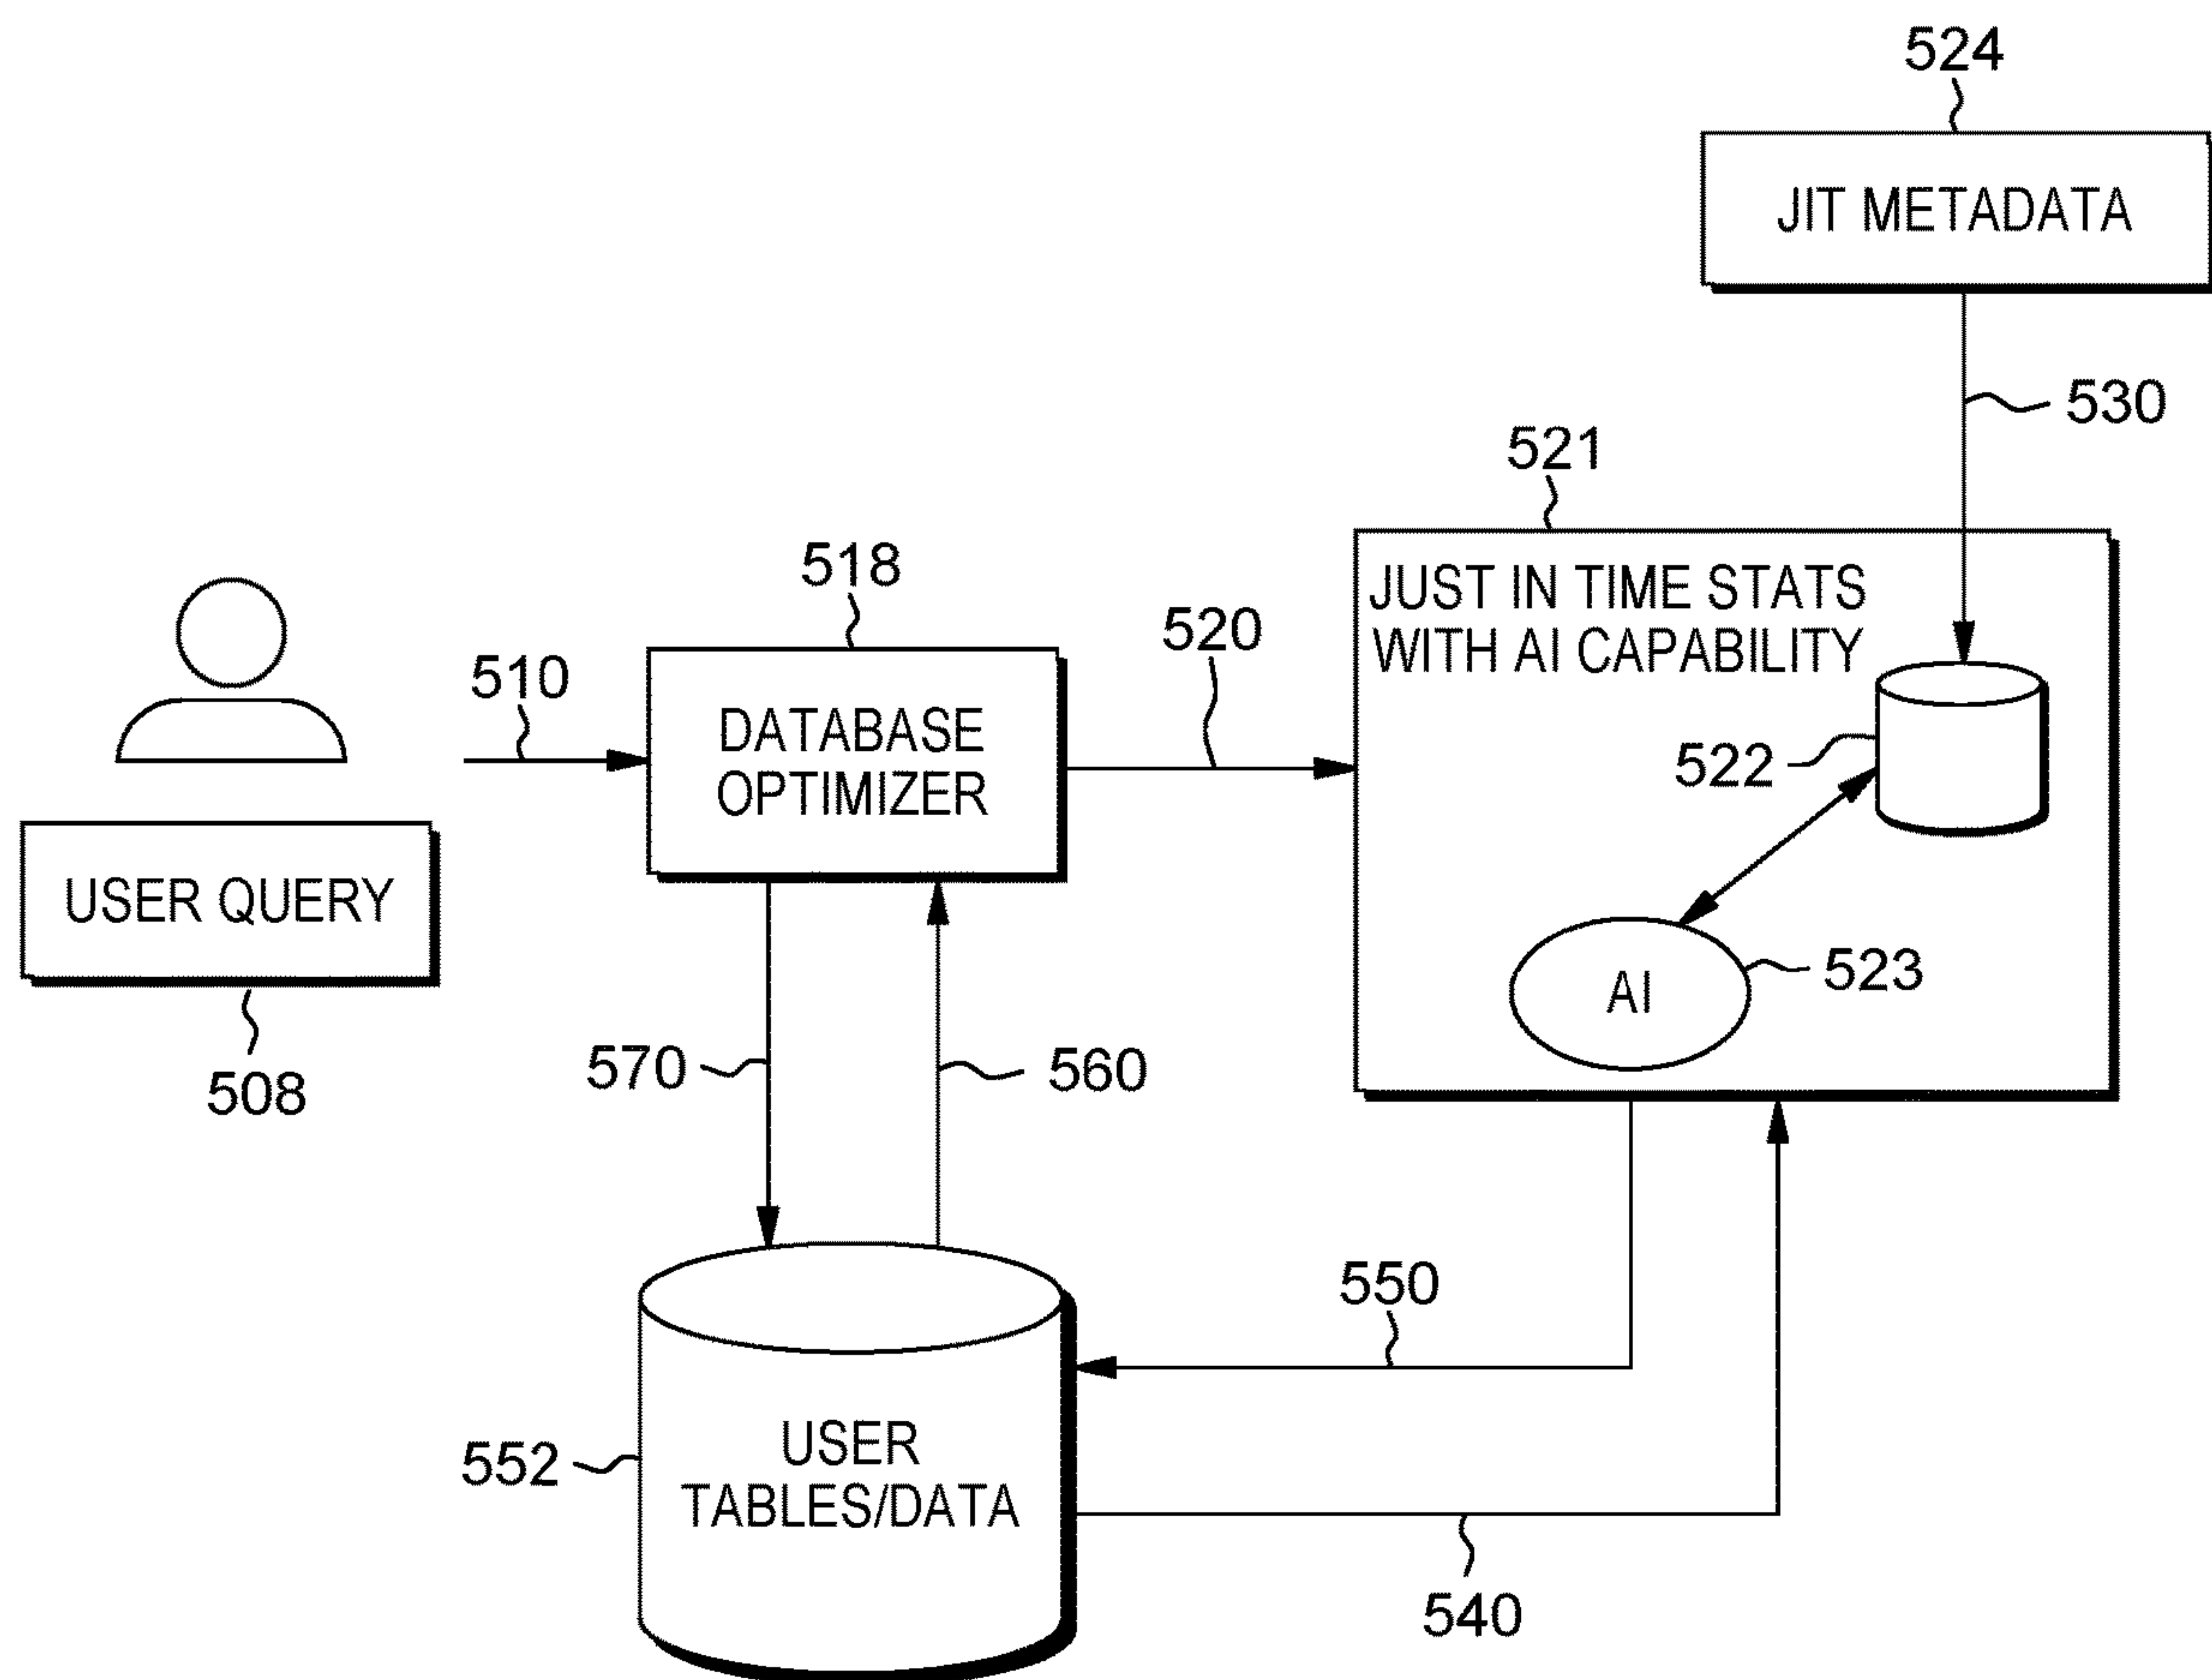 524
JIT METADATA
530
521
JUST IN TIME STATS
WITH AI CAPABILITY
518
520
510
DATABASE
OPTIMIZER
522
USER QUERY
523
AI
508
570
560
550
552
USER
TABLES/DATA
540